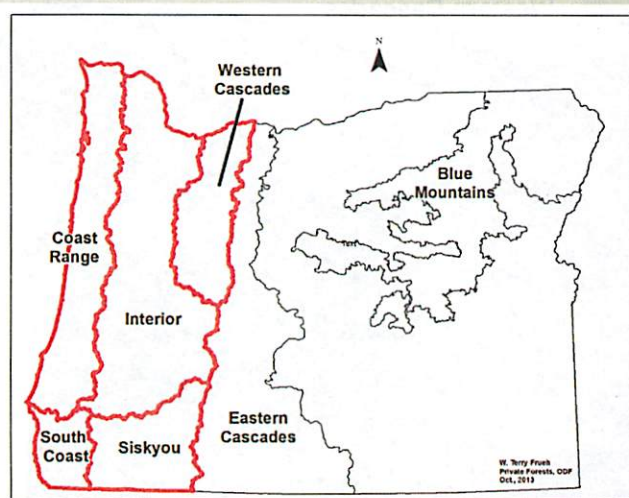 N
Western
Cascades
Blue
Mountains
Coast
Range
Interior
South
Coast
Siskyou
Eastern
Cascades
W. Terry Frueh
Private Forests, ODF
Oct., 2013